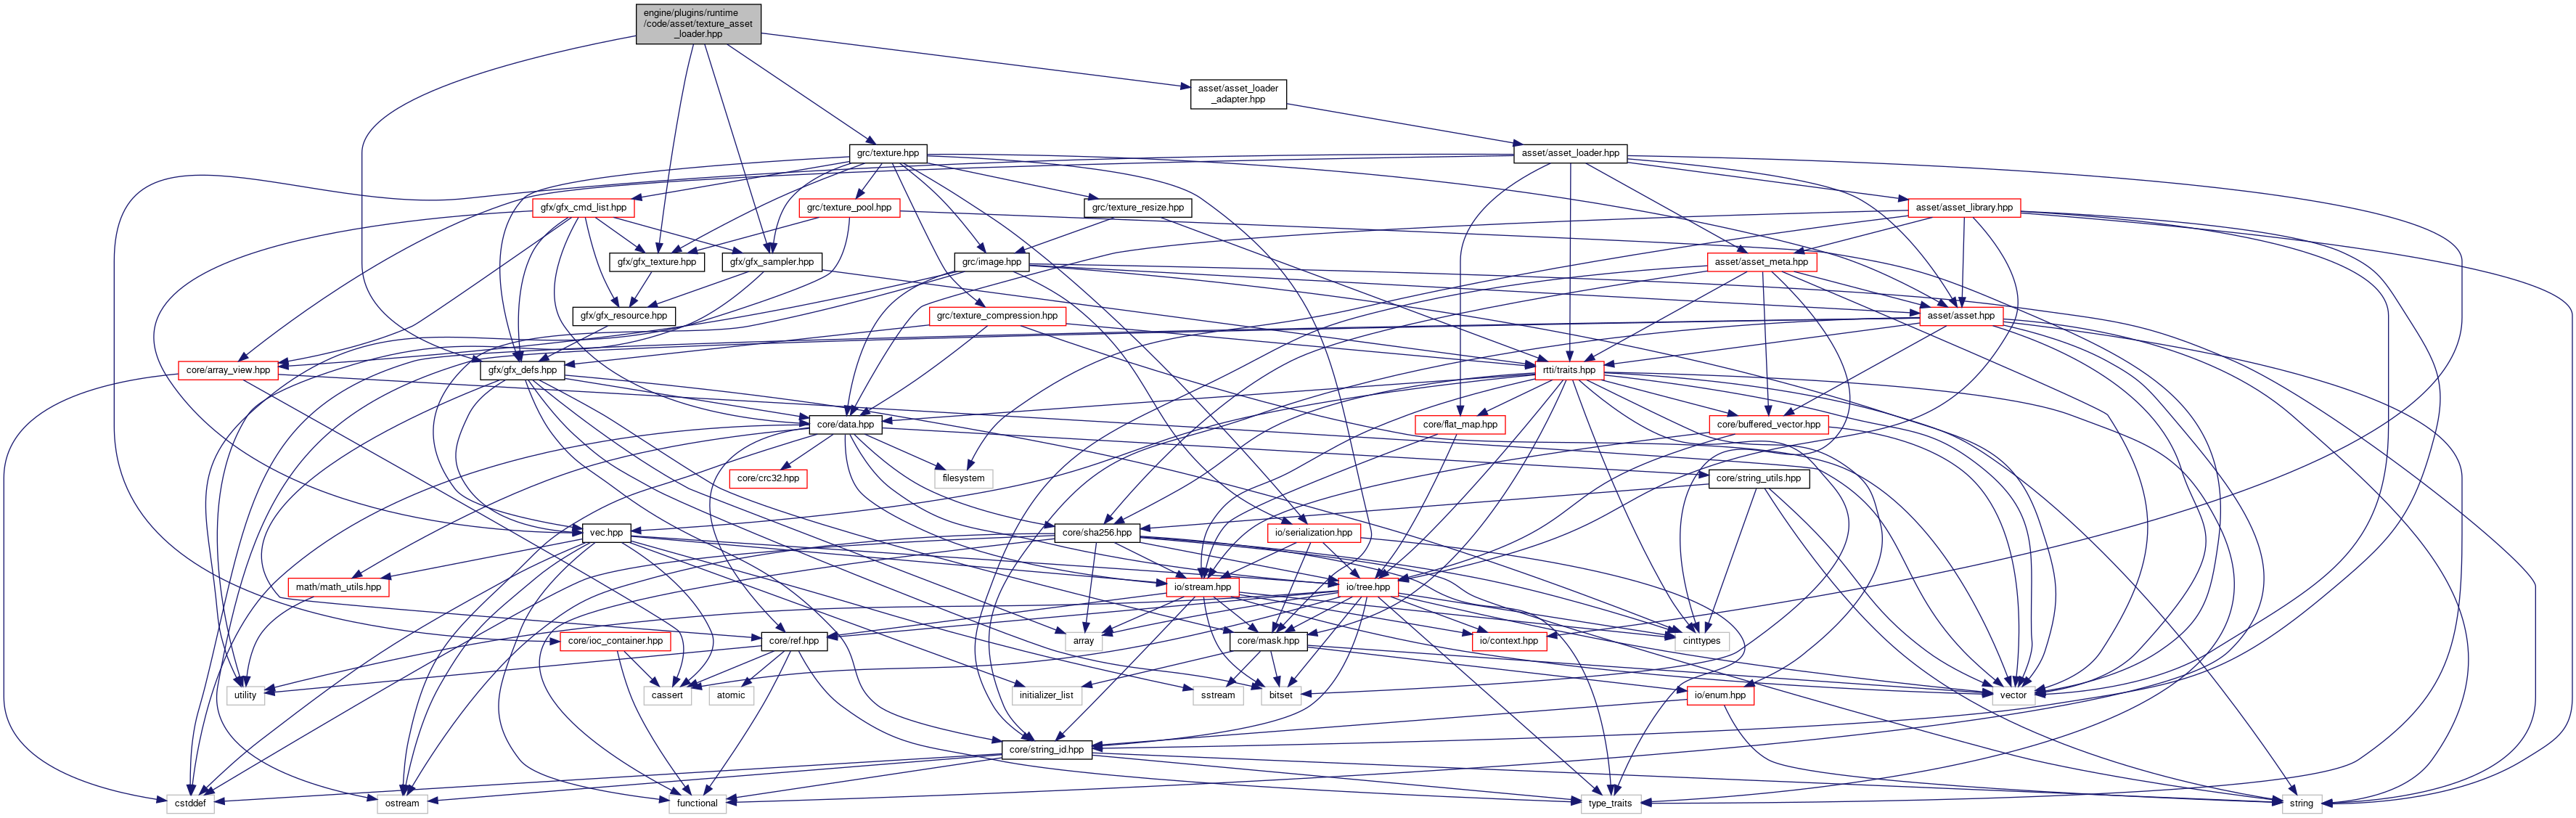 engine/plugins/runtime
/code/asset/texture_asset
_loader.hpp
asset/asset_loader
_adapter.hpp
grc/texture.hpp
asset/asset_loader.hpp
gfx/gfx_cmd_list.hpp
grc/texture_pool.hpp
grc/texture_resize.hpp
asset/asset_library.hpp
gfx/gfx_texture.hpp
gfx/gfx_sampler.hpp
grc/image.hpp
asset/asset_meta.hpp
gfx/gfx_resource.hpp
grc/texture_compression.hpp
asset/asset.hpp
core/array_view.hpp
gfx/gfx_defs.hpp
rtti/traits.hpp
core/data.hpp
core/flat_map.hpp
core/buffered_vector.hpp
core/crc32.hpp
filesystem
core/string_utils.hpp
vec.hpp
core/sha256.hpp
io/serialization.hpp
math/math_utils.hpp
io/stream.hpp
io/tree.hpp
core/ioc_container.hpp
core/ref.hpp
array
core/mask.hpp
io/context.hpp
cinttypes
utility
cassert
atomic
initializer_list
sstream
bitset
io/enum.hpp
vector
core/string_id.hpp
cstddef
ostream
functional
type_traits
string